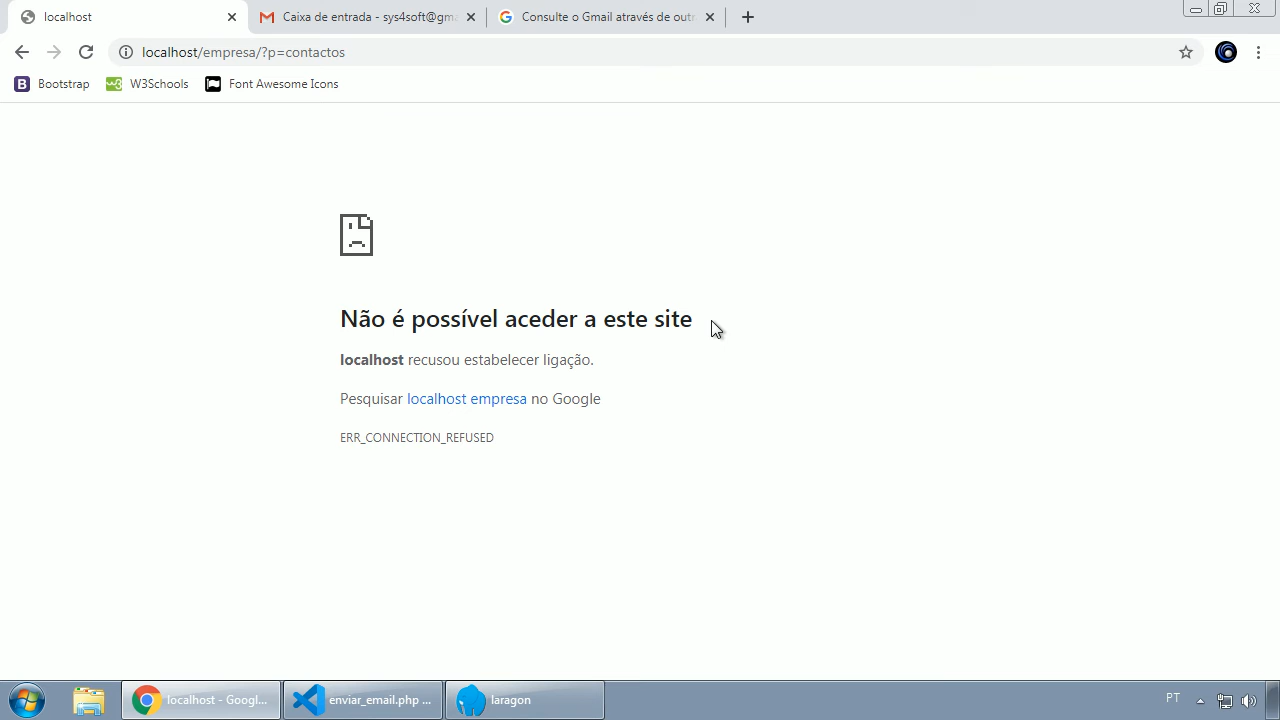 localhost
Caixa de entrada - sys4soft@gma
Consulte o Gmail através de outr
localhost/empresa/?p=contactos
Bootstrap
W3Schools
Font Awesome Icons
Não é possível aceder a este site
localhost recusou estabelecer ligação.
Pesquisar localhost empresa no Google
ERR_CONNECTION_REFUSED
localhost - Googl...
enviar_email.php ...
laragon
PT